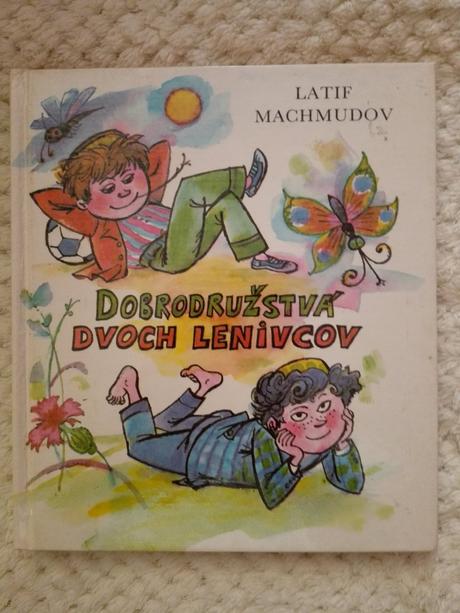 LATIF
MACHMUDOV
DOBRODRUŽSTVÁ
DVOCH LENIVCOV